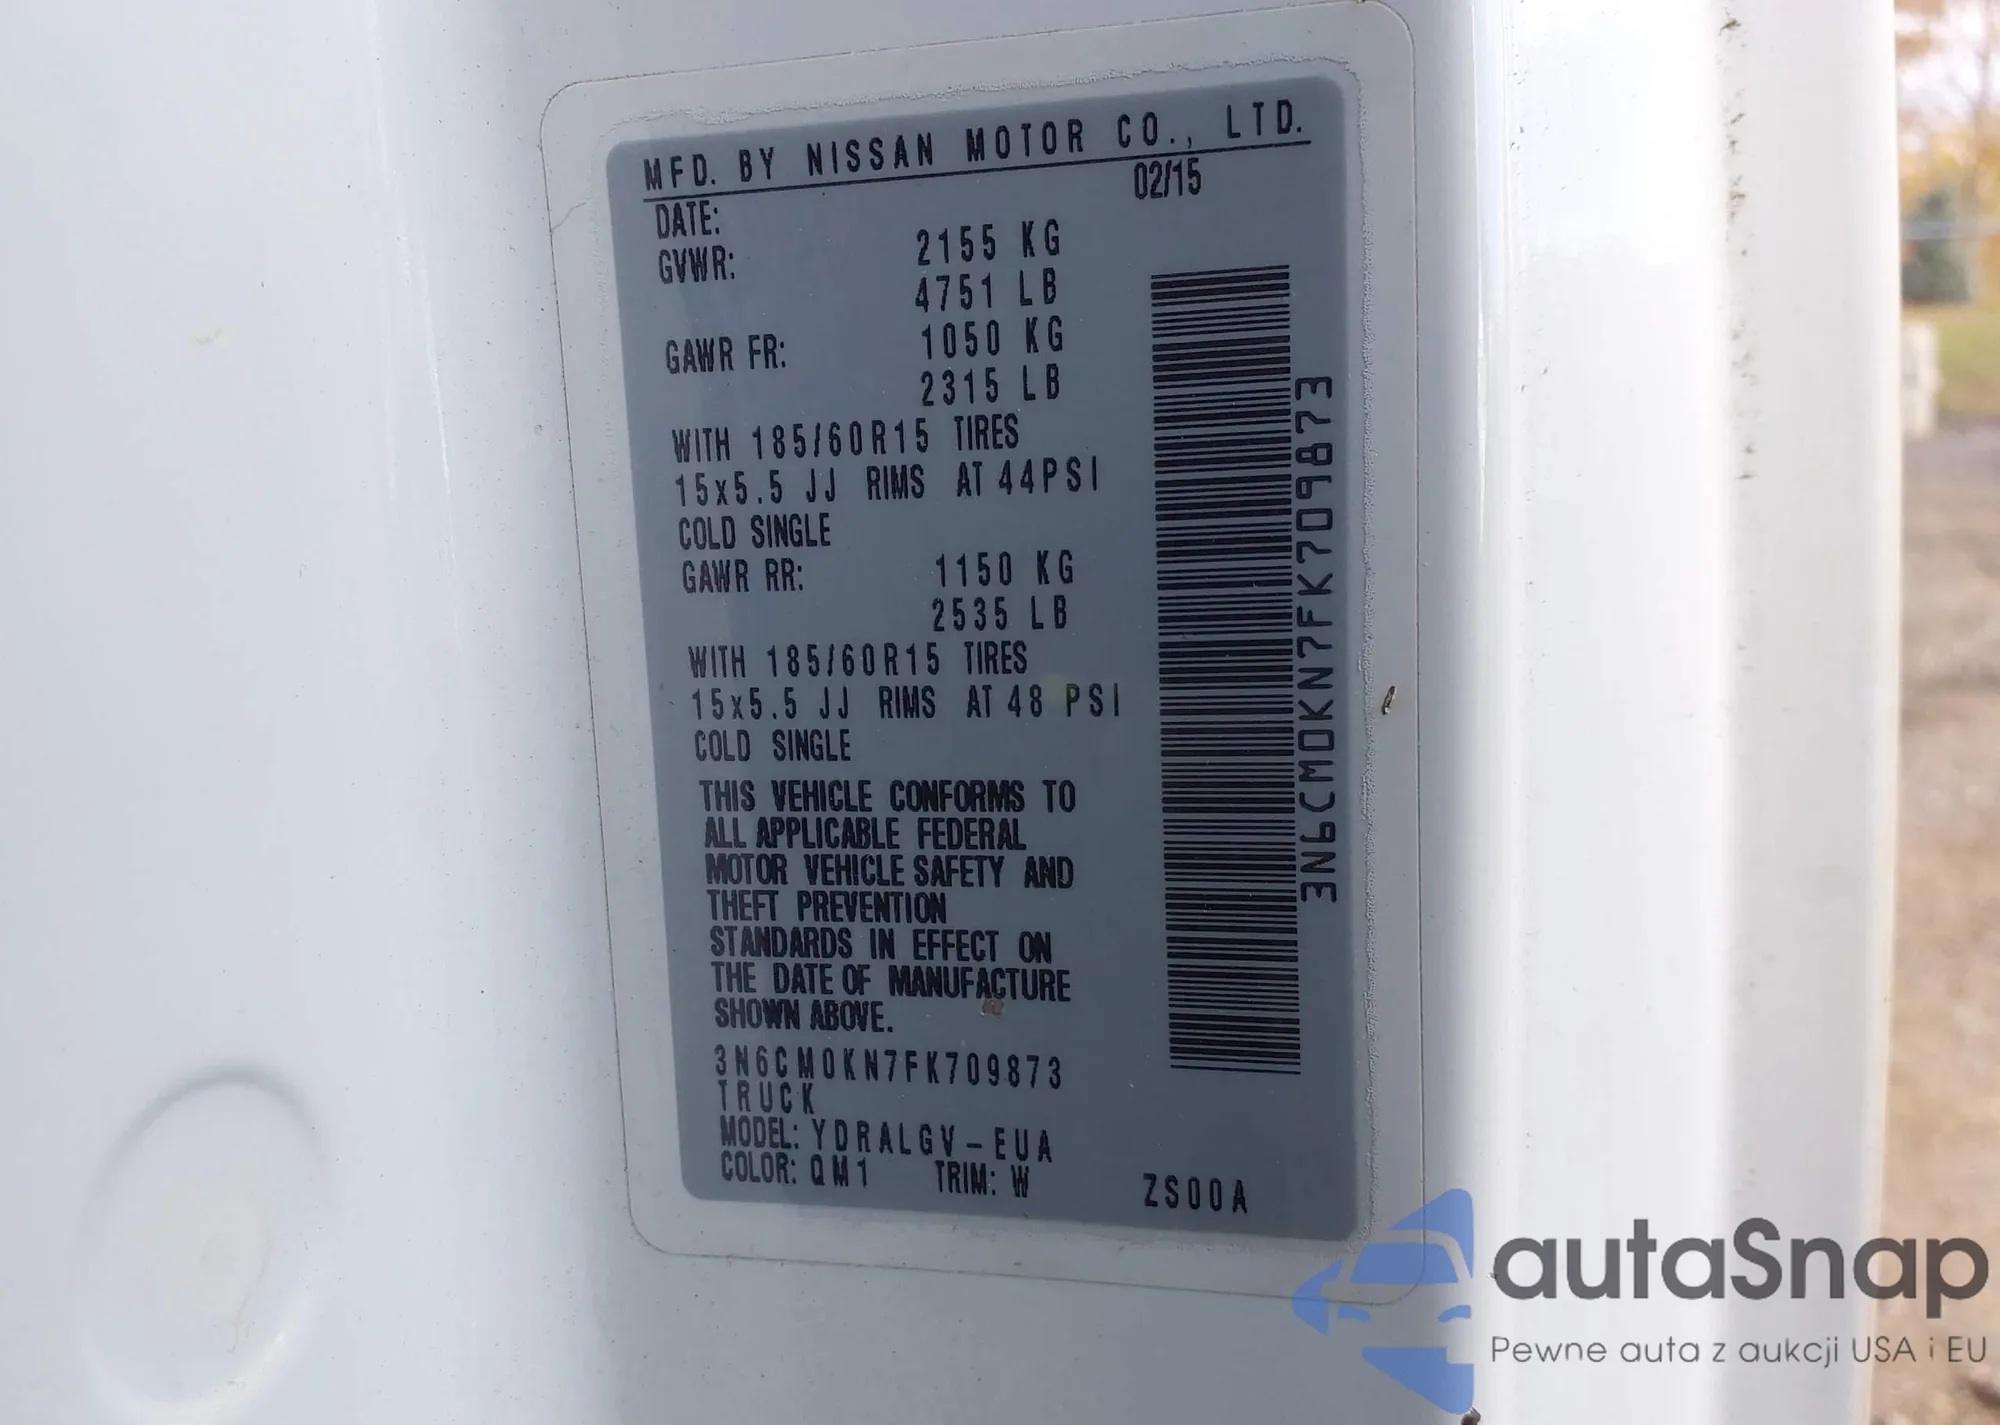 MFD. BY NISSAN MOTOR CO., LTD.
DATE: 02/15
GVWR: 2155 KG
4751 LB
GAWR FR: 1050 KG
2315 LB
WITH 185/60R15 TIRES
15x5.5 JJ RIMS AT 44PSI
COLD SINGLE
GAWR RR: 1150 KG
2535 LB
WITH 185/60R15 TIRES
15x5.5 JJ RIMS AT 48 PSI
COLD SINGLE
THIS VEHICLE CONFORMS TO
ALL APPLICABLE FEDERAL
MOTOR VEHICLE SAFETY AND
THEFT PREVENTION
STANDARDS IN EFFECT ON
THE DATE OF MANUFACTURE
SHOWN ABOVE.
3N6CM0KN7FK709873
TRUCK
MODEL: YDRALGV-EUA
COLOR: QM1 TRIM: W ZS00A
3N6CM0KN7FK709873
autaSnap
Pewne auta z aukcji USA i EU